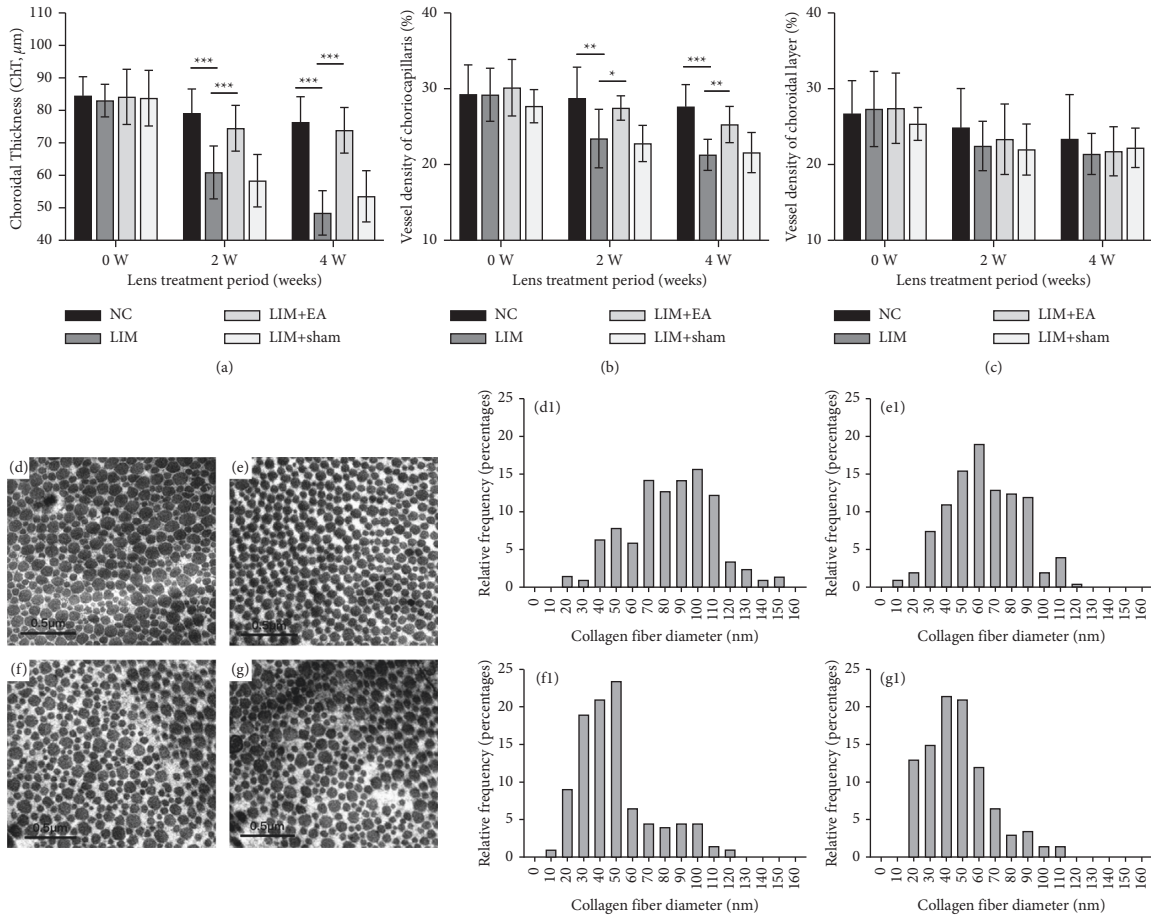 Choroidal Thickness (ChT, μm)
110
100
90
80
70
60
50
40
***
***
***
***
0 W
2 W
4 W
Lens treatment period (weeks)
NC
LIM
LIM+EA
LIM+sham
(a)
Vessel density of choriocapillaris (%)
40
30
20
10
**
*
***
**
0 W
2 W
4 W
Lens treatment period (weeks)
NC
LIM
LIM+EA
LIM+sham
(b)
Vessel density of choroidal layer (%)
40
30
20
10
0 W
2 W
4 W
Lens treatment period (weeks)
NC
LIM
LIM+EA
LIM+sham
(c)
(d)
0.5μm
(e)
0.5μm
(f)
0.5μm
(g)
0.5μm
(d1)
Relative frequency (percentages)
25
20
15
10
5
0
0 10 20 30 40 50 60 70 80 90 100 110 120 130 140 150 160
Collagen fiber diameter (nm)
(e1)
Relative frequency (percentages)
25
20
15
10
5
0
0 10 20 30 40 50 60 70 80 90 100 110 120 130 140 150 160
Collagen fiber diameter (nm)
(f1)
Relative frequency (percentages)
25
20
15
10
5
0
0 10 20 30 40 50 60 70 80 90 100 110 120 130 140 150 160
Collagen fiber diameter (nm)
(g1)
Relative frequency (percentages)
25
20
15
10
5
0
0 10 20 30 40 50 60 70 80 90 100 110 120 130 140 150 160
Collagen fiber diameter (nm)